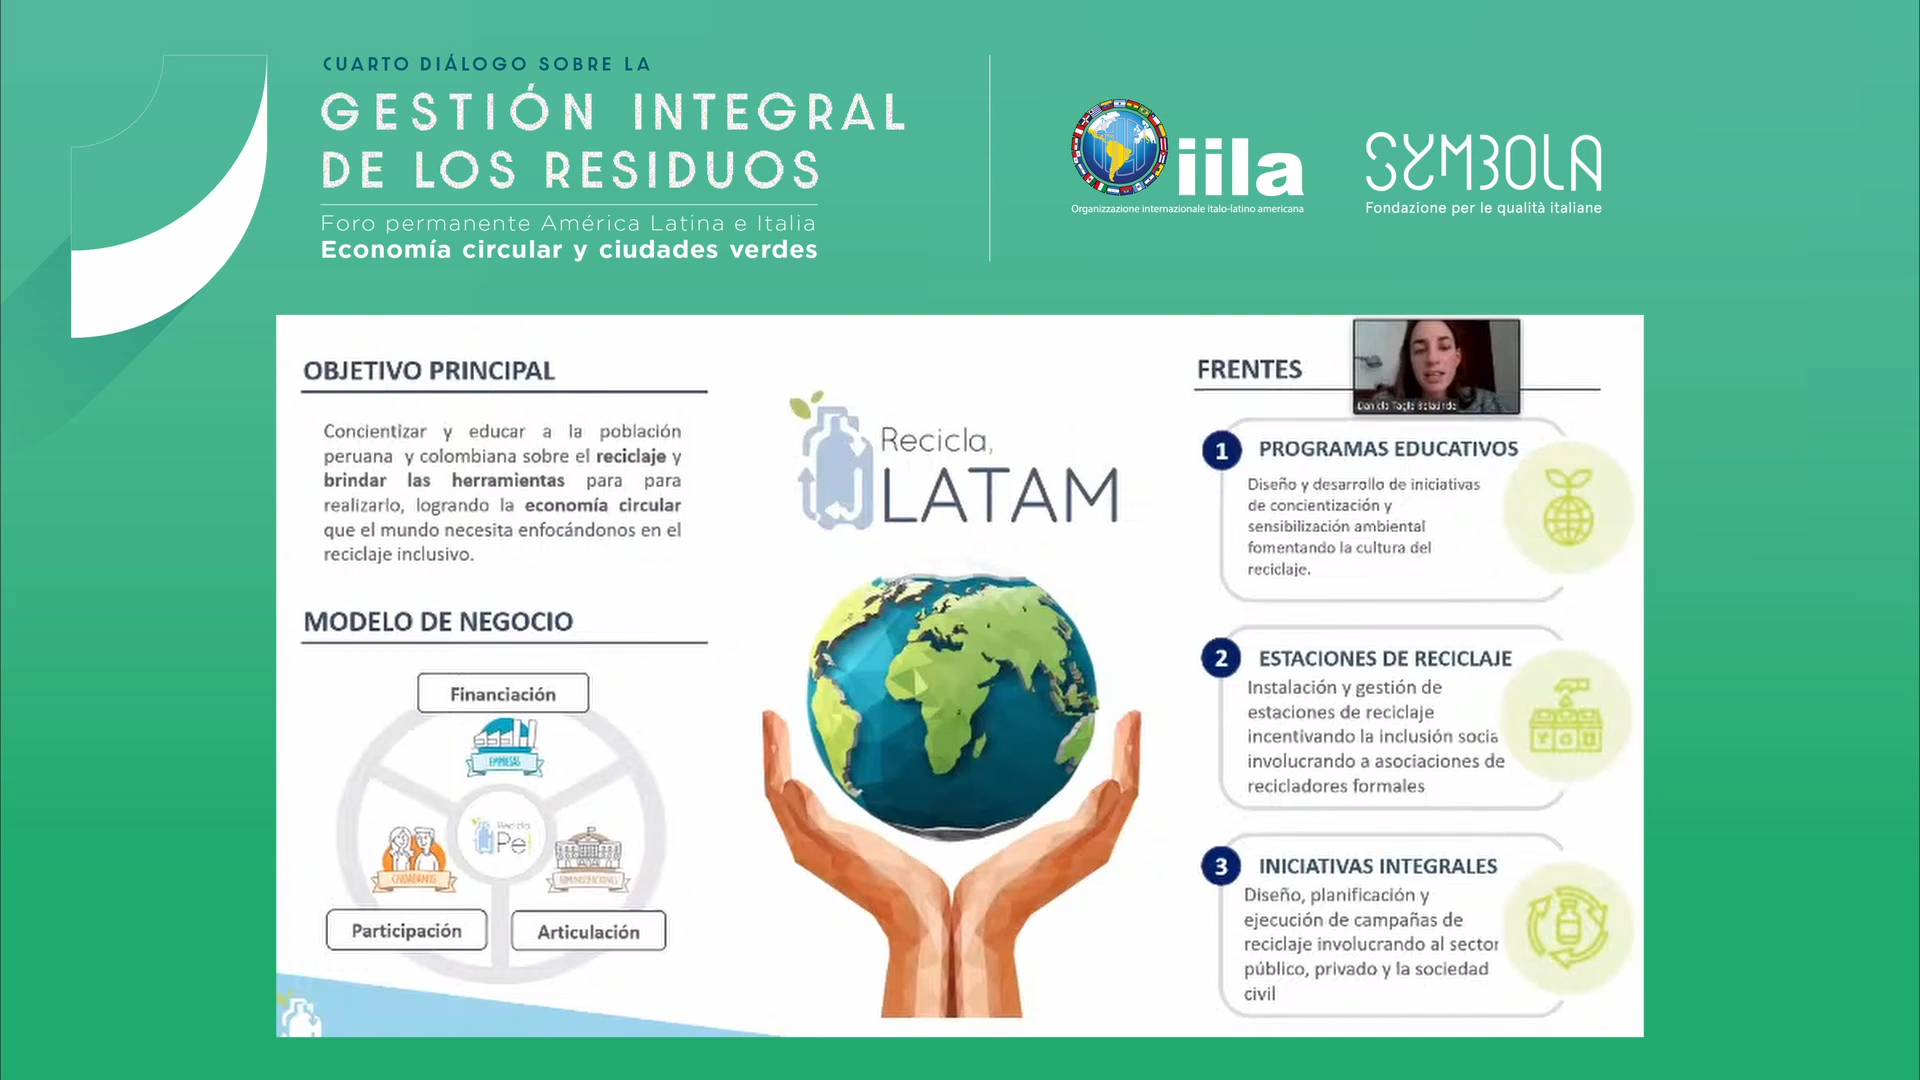 CUARTO DIÁLOGO SOBRE LA
GESTIÓN INTEGRAL
DE LOS RESIDUOS
Foro permanente América Latina e Italia
Economía circular y ciudades verdes
iila
Organizzazione internazionale italo-latino americana
SYMBOLA
Fondazione per le qualità italiane
OBJETIVO PRINCIPAL
Concientizar y educar a la población
peruana y colombiana sobre el reciclaje y
brindar las herramientas para para
realizarlo, logrando la economía circular
que el mundo necesita enfocándonos en el
reciclaje inclusivo.
MODELO DE NEGOCIO
Financiación
EMPRESAS
Recicla
Pe!
CIUDADANOS
ADMINISTRACIONES
Participación
Articulación
Recicla,
LATAM
FRENTES
Daniela Tagle Belaunde
1 PROGRAMAS EDUCATIVOS
Diseño y desarrollo de iniciativas
de concientización y
sensibilización ambiental
fomentando la cultura del
reciclaje.
2 ESTACIONES DE RECICLAJE
Instalación y gestión de
estaciones de reciclaje
incentivando la inclusión socia
involucrando a asociaciones de
recicladores formales
3 INICIATIVAS INTEGRALES
Diseño, planificación y
ejecución de campañas de
reciclaje involucrando al sector
público, privado y la sociedad
civil